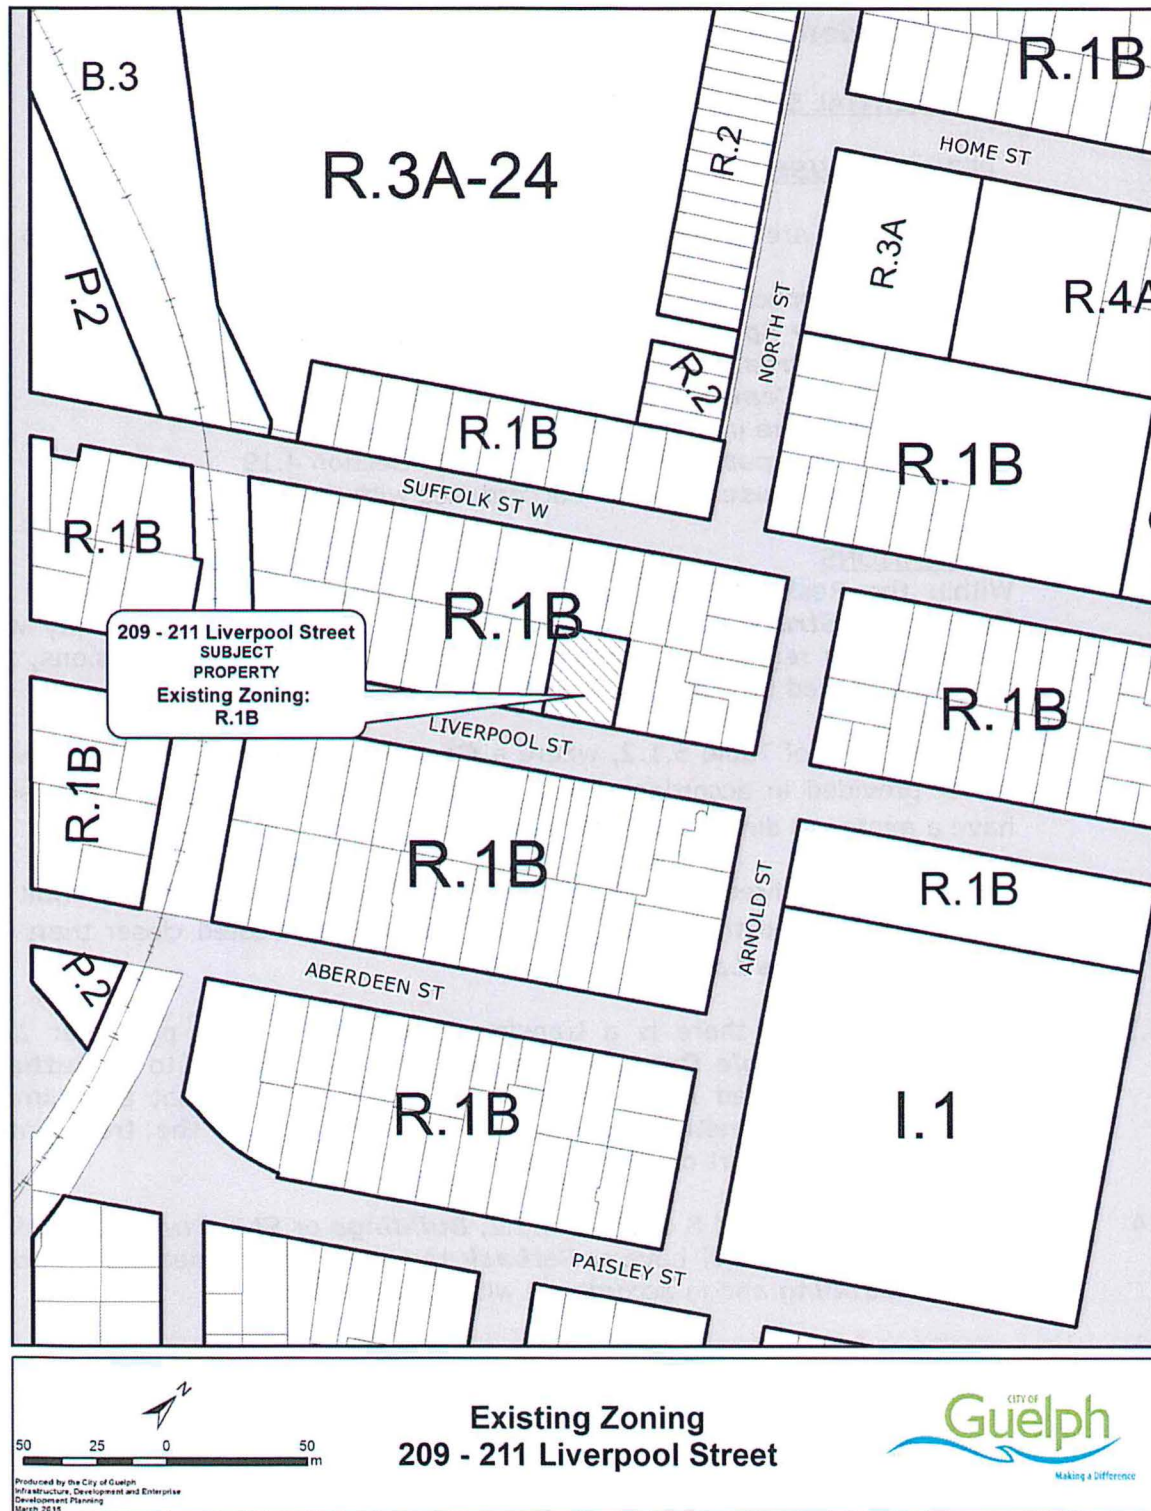 B.3
R.3A-24
R.2
R.1B
HOME ST
P.2
R.3A
R.4A
NORTH ST
R.2
R.1B
R.1B
SUFFOLK ST W
R.1B
R.1B
209 - 211 Liverpool Street
SUBJECT
PROPERTY
Existing Zoning:
R.1B
R.1B
LIVERPOOL ST
R.1B
R.1B
R.1B
ARNOLD ST
P.2
ABERDEEN ST
R.1B
I.1
PAISLEY ST
N
50 25 0 50
m
Produced by the City of Guelph
Infrastructure, Development and Enterprise
Development Planning
March 2015
Existing Zoning
209 - 211 Liverpool Street
CITY OF
Guelph
Making a Difference